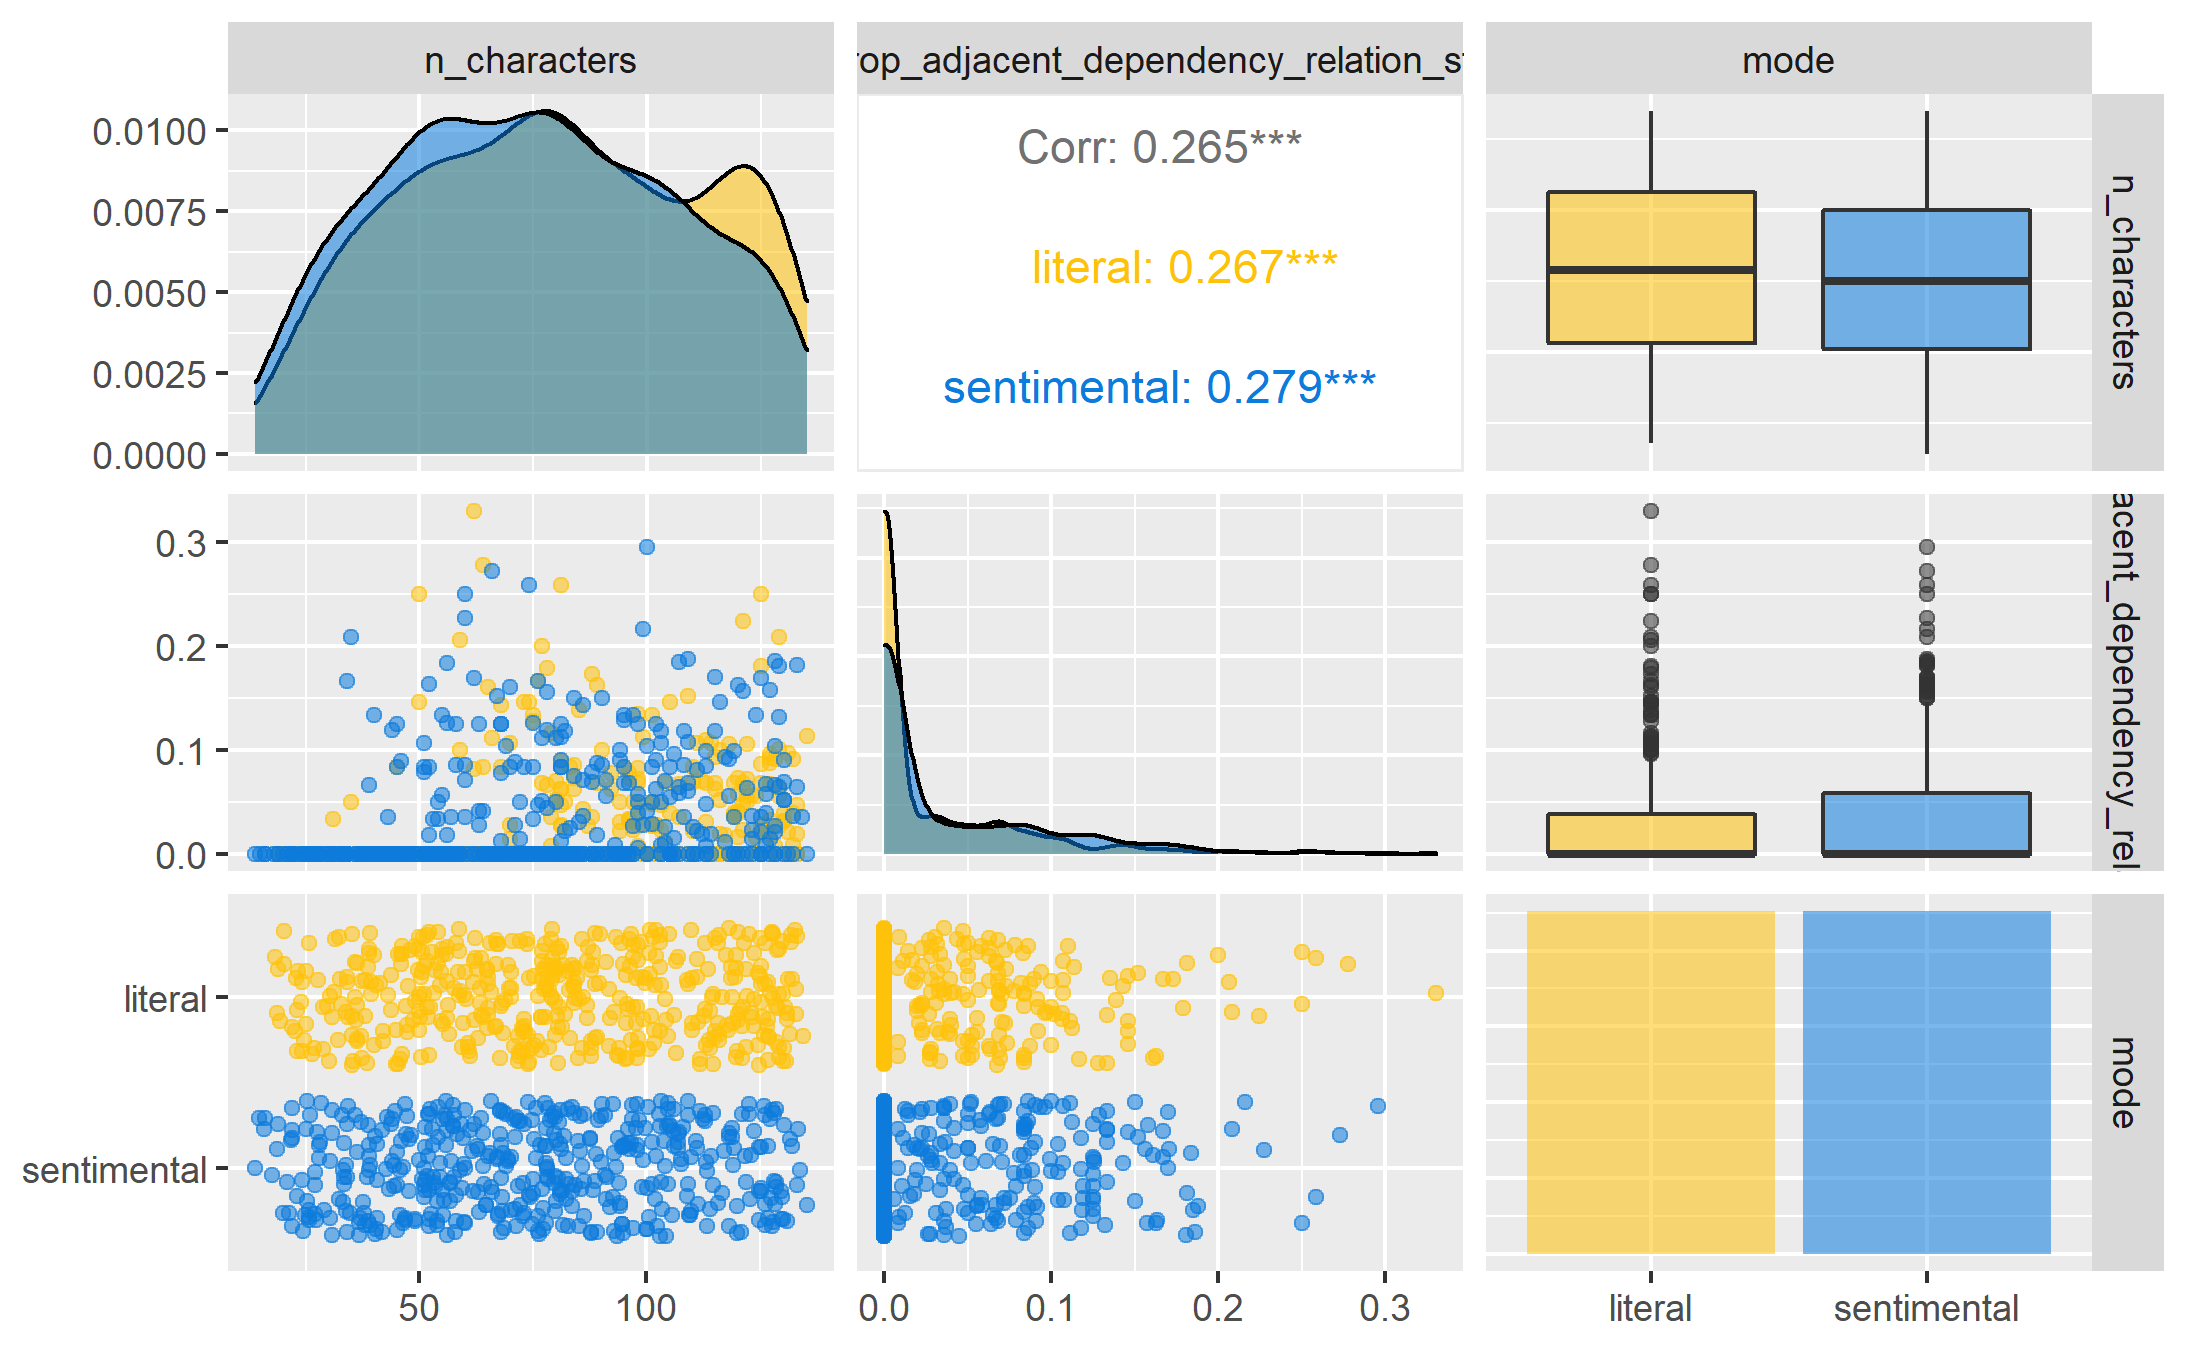 n_characters
rop_adjacent_dependency_relation_s
mode
0.0100
0.0075
0.0050
0.0025
0.0000
Corr: 0.265***
literal: 0.267***
sentimental: 0.279***
n_characters
0.3
0.2
0.1
0.0
acent_dependency_rel
literal
sentimental
mode
50
100
0.0
0.1
0.2
0.3
literal
sentimental